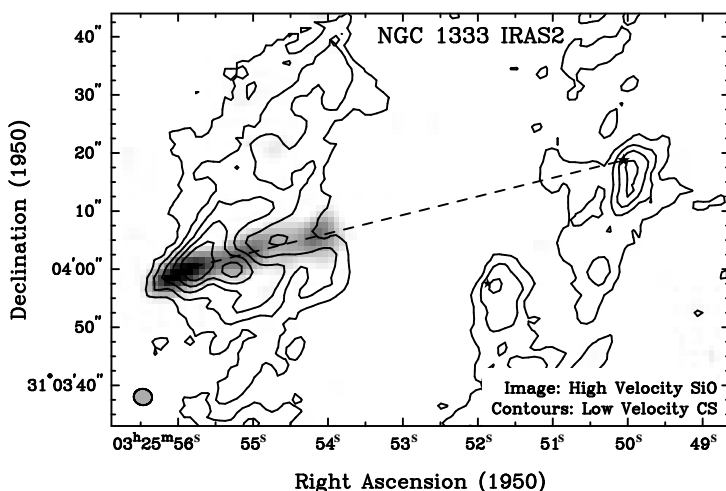 NGC 1333 IRAS2
40"
30"
20"
10"
04'00"
50"
31°03'40"
Declination (1950)
Image: High Velocity SiO
Contours: Low Velocity CS
03h25m56s 55s 54s 53s 52s 51s 50s 49s
Right Ascension (1950)